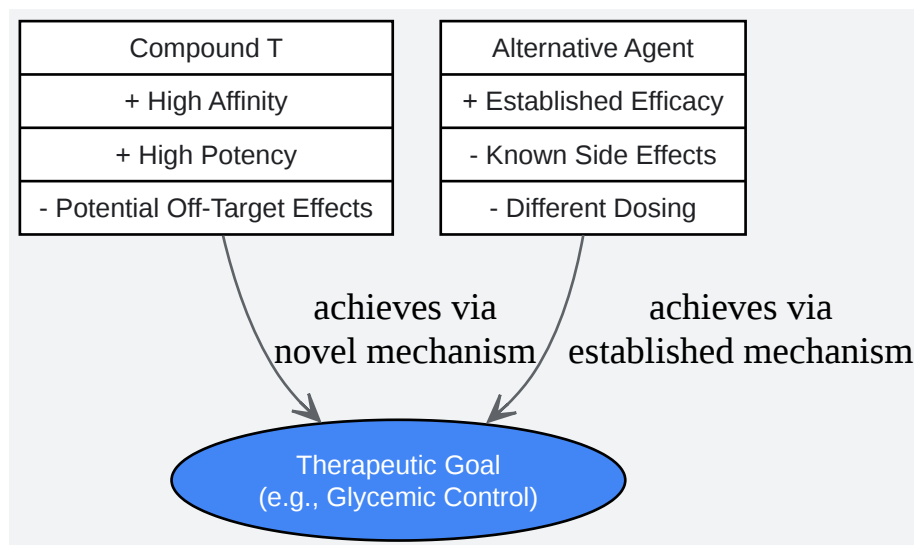 Compound T
+ High Affinity
+ High Potency
- Potential Off-Target Effects
Alternative Agent
+ Established Efficacy
- Known Side Effects
- Different Dosing
achieves via
novel mechanism
achieves via
established mechanism
Therapeutic Goal
(e.g., Glycemic Control)